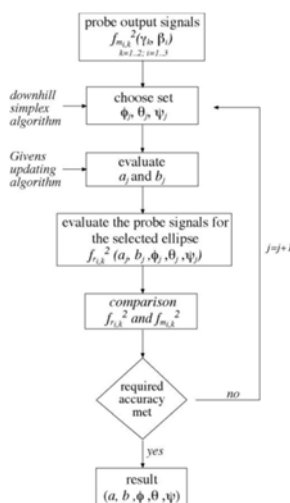 probe output signals
f_{m_{i,k}}^2 (γ_i, β_i)
k=1..2; i=1..3
downhill
simplex
algorithm
choose set
ϕ_j, θ_j, ψ_j
Givens
updating
algorithm
evaluate
a_j and b_j
evaluate the probe signals for
the selected ellipse
f_{r_{i,k}}^2 (a_j, b_j ,ϕ_j,θ_j ,ψ_j)
j=j+1
comparison
f_{r_{i,k}}^2 and f_{m_{i,k}}^2
required
accuracy
met
no
yes
result
(a, b ,ϕ,θ,ψ)